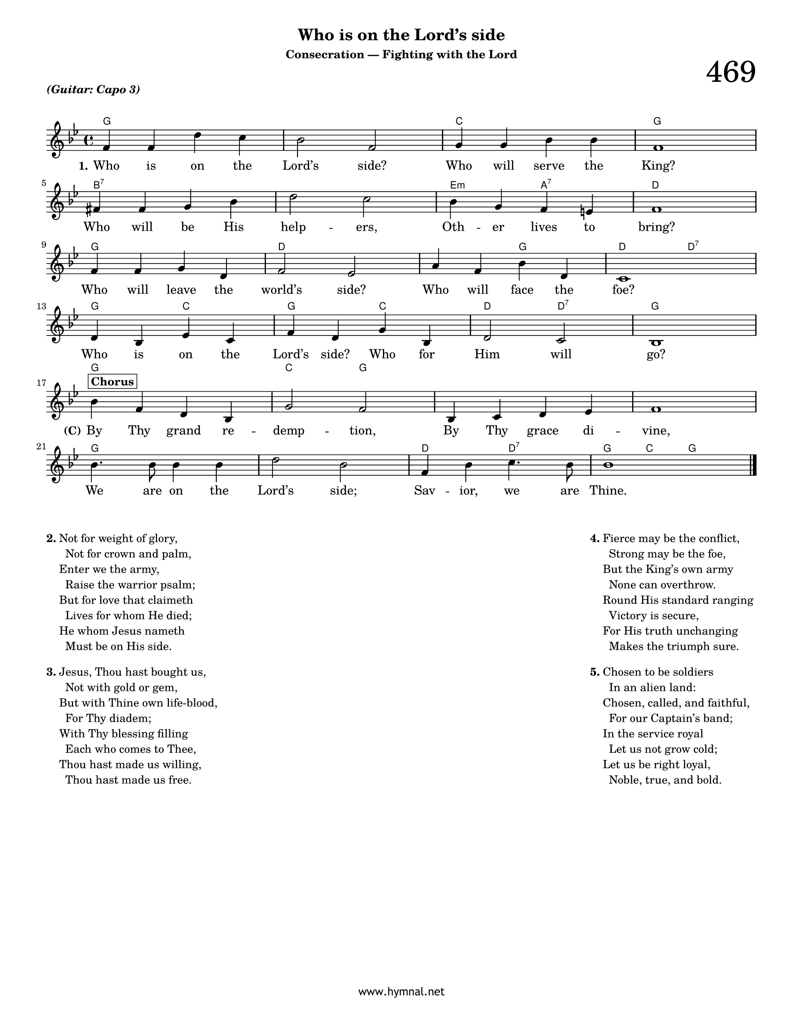 Who is on the Lord's side
Consecration — Fighting with the Lord
469
(Guitar: Capo 3)
G C G
1. Who is on the Lord's side? Who will serve the King?
5 B7 Em A7 D
Who will be His help - ers, Oth - er lives to bring?
9 G D G D D7
Who will leave the world's side? Who will face the foe?
13 G C G C D D7 G
Who is on the Lord's side? Who for Him will go?
G C G
17 Chorus
(C) By Thy grand re - demp - tion, By Thy grace di - vine,
21 G D D7 G C G
We are on the Lord's side; Sav - ior, we are Thine.
2. Not for weight of glory,
Not for crown and palm,
Enter we the army,
Raise the warrior psalm;
But for love that claimeth
Lives for whom He died;
He whom Jesus nameth
Must be on His side.
3. Jesus, Thou hast bought us,
Not with gold or gem,
But with Thine own life-blood,
For Thy diadem;
With Thy blessing filling
Each who comes to Thee,
Thou hast made us willing,
Thou hast made us free.
4. Fierce may be the conflict,
Strong may be the foe,
But the King's own army
None can overthrow.
Round His standard ranging
Victory is secure,
For His truth unchanging
Makes the triumph sure.
5. Chosen to be soldiers
In an alien land:
Chosen, called, and faithful,
For our Captain's band;
In the service royal
Let us not grow cold;
Let us be right loyal,
Noble, true, and bold.
www.hymnal.net